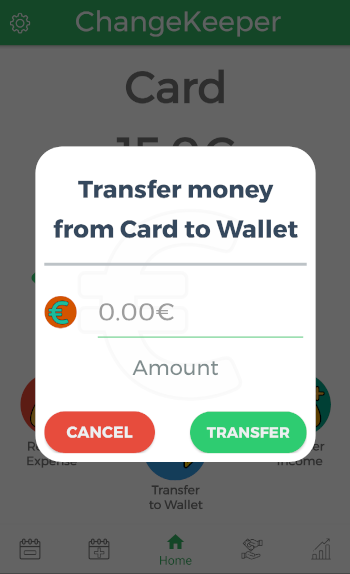 ChangeKeeper
Card
Transfer money
from Card to Wallet
0.00€
Amount
CANCEL
TRANSFER
Expense
Income
Transfer
to Wallet
Home